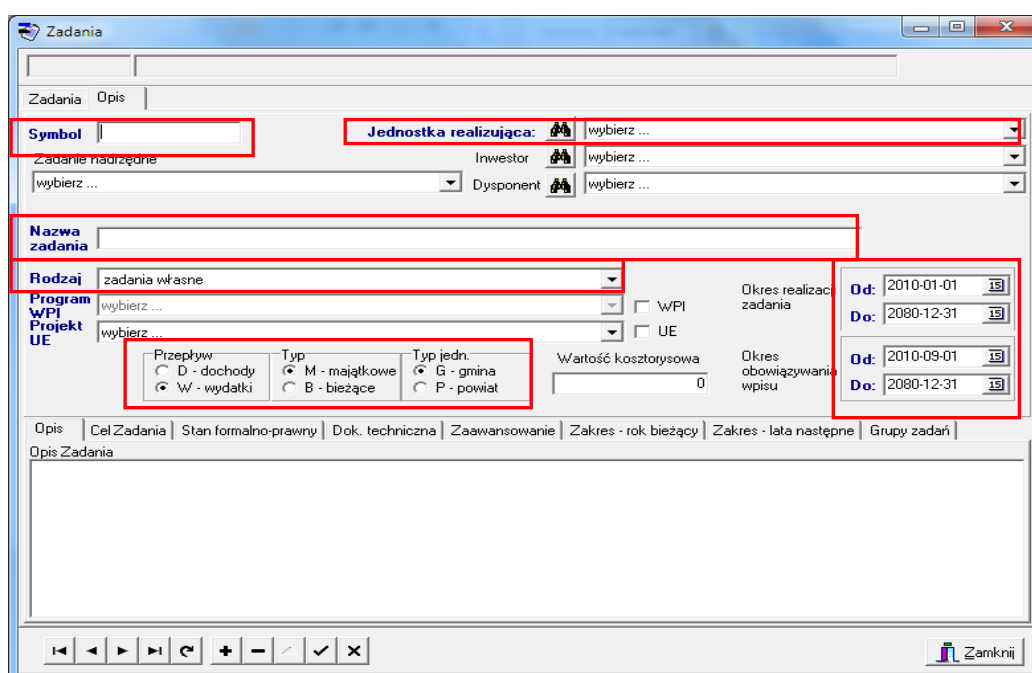 Zadania
Zadania Opis
Symbol Jednostka realizująca: wybierz ...
Zadanie nadrzędne Inwestor wybierz ...
wybierz ... Dysponent wybierz ...
Nazwa
zadania
Rodzaj zadania własne
Program
WPI wybierz ... WPI
Projekt
UE wybierz ... UE
Okres realizacji
zadania
Od: 2010-01-01 15
Do: 2080-12-31 15
Przepływ Typ Typ jedn.
D - dochody M - majątkowe G - gmina
W - wydatki B - bieżące P - powiat
Wartość kosztorysowa
0
Okres
obowiązywania
wpisu
Od: 2010-09-01 15
Do: 2080-12-31 15
Opis Cel Zadania Stan formalno-prawny Dok. techniczna Zaawansowanie Zakres - rok bieżący Zakres - lata następne Grupy zadań
Opis Zadania
Zamknij